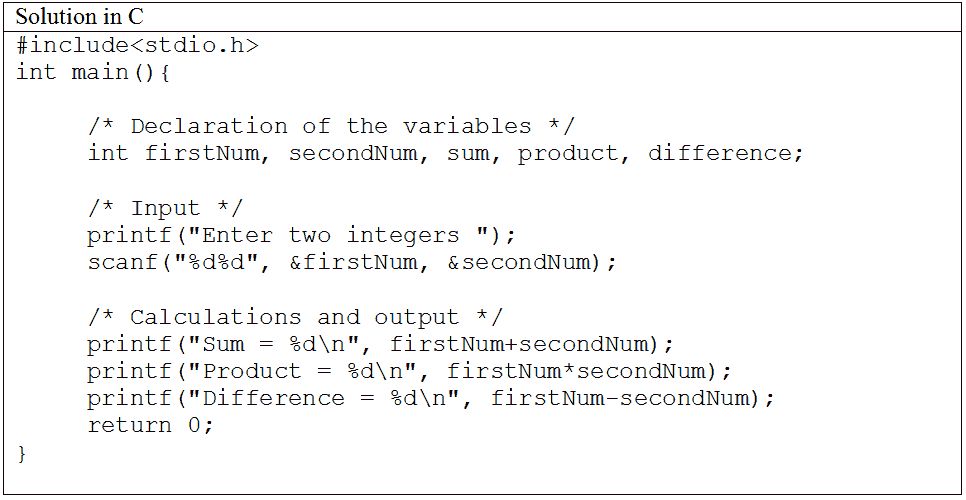 Solution in C
#include<stdio.h>
int main(){
/* Declaration of the variables */
int firstNum, secondNum, sum, product, difference;
/* Input */
printf("Enter two integers ");
scanf("%d%d", &firstNum, &secondNum);
/* Calculations and output */
printf("Sum = %d\n", firstNum+secondNum);
printf("Product = %d\n", firstNum*secondNum);
printf("Difference = %d\n", firstNum-secondNum);
return 0;
}